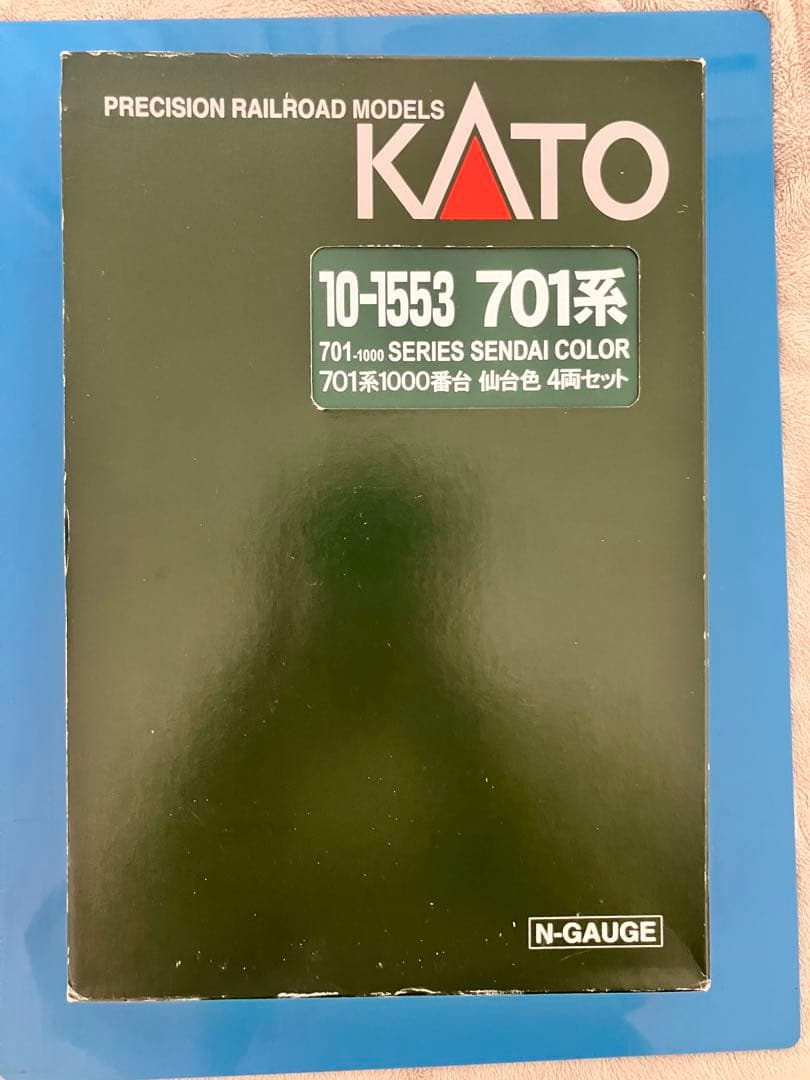 PRECISION RAILROAD MODELS
KATO
10-1553 701系
701-1000 SERIES SENDAI COLOR
701系1000番台 仙台色 4両セット
N-GAUGE